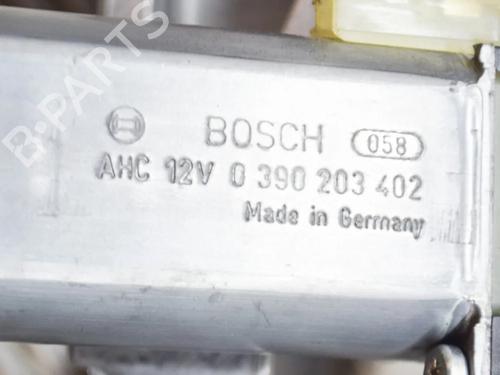 B-PARTS
BOSCH 058
AHC 12V 0 390 203 402
Made in Germany